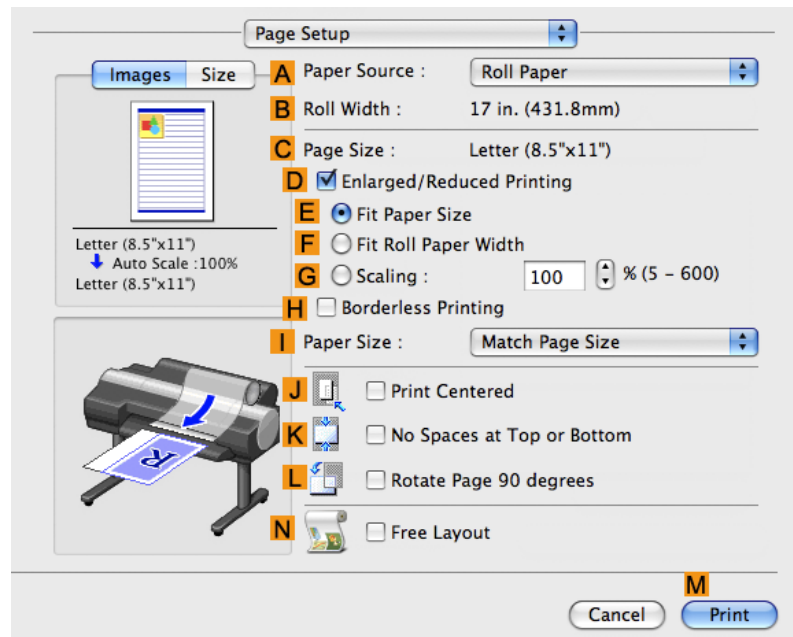 Page Setup
Images Size
A Paper Source : Roll Paper
B Roll Width : 17 in. (431.8mm)
C Page Size : Letter (8.5"x11")
D Enlarged/Reduced Printing
E Fit Paper Size
F Fit Roll Paper Width
G Scaling : 100 % (5 - 600)
Letter (8.5"x11")
Auto Scale :100%
Letter (8.5"x11")
H Borderless Printing
I Paper Size : Match Page Size
J Print Centered
K No Spaces at Top or Bottom
L Rotate Page 90 degrees
R
N Free Layout
M
Cancel Print